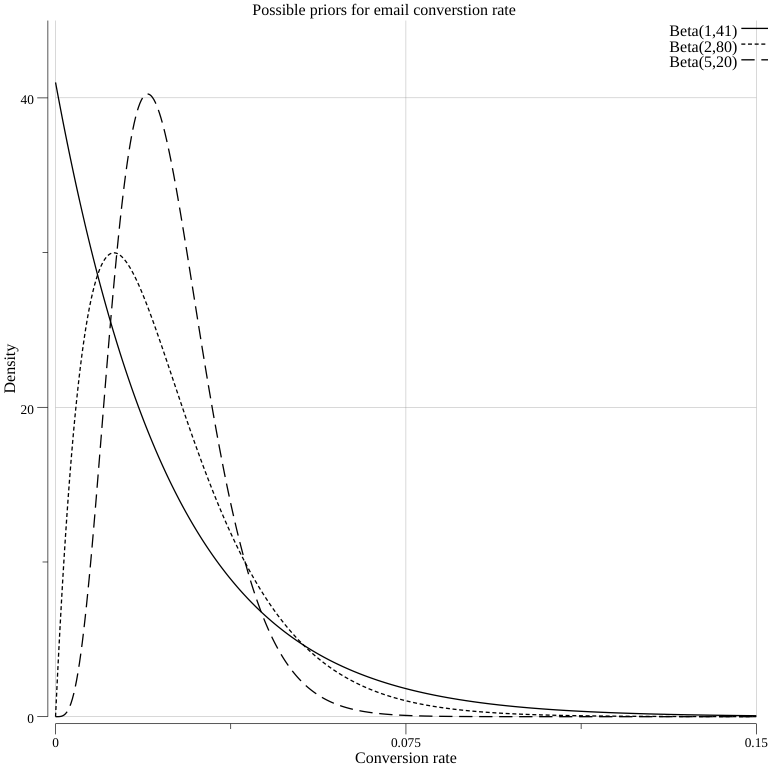 Possible priors for email converstion rate
Beta(1,41)
Beta(2,80)
Beta(5,20)
40
20
0
Density
0
0.075
0.15
Conversion rate